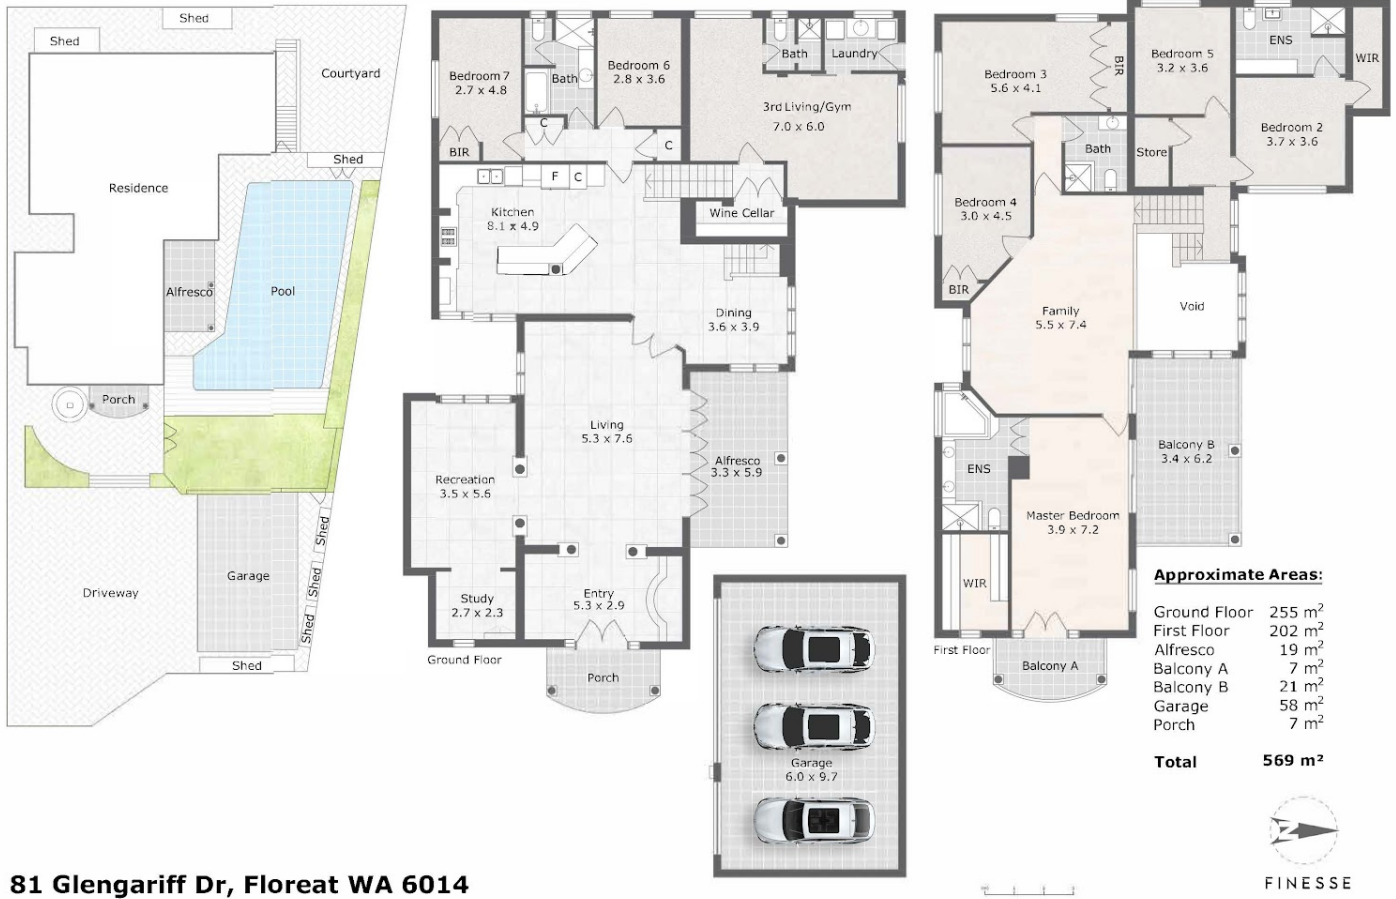 Shed
Shed
Courtyard
Shed
Residence
Alfresco
Pool
Porch
Driveway
Garage
Shed
Shed
Shed
Shed
Bedroom 7
2.7 x 4.8
BIR
Bath
Bedroom 6
2.8 x 3.6
C
C
Bath
Laundry
3rd Living/Gym
7.0 x 6.0
F
C
Kitchen
8.1 x 4.9
Wine Cellar
Dining
3.6 x 3.9
Living
5.3 x 7.6
Recreation
3.5 x 5.6
Alfresco
3.3 x 5.9
Study
2.7 x 2.3
Entry
5.3 x 2.9
Ground Floor
Porch
Garage
6.0 x 9.7
Bedroom 3
5.6 x 4.1
BIR
Bedroom 5
3.2 x 3.6
ENS
WIR
Bedroom 2
3.7 x 3.6
Bath
Store
Bedroom 4
3.0 x 4.5
BIR
Family
5.5 x 7.4
Void
Balcony B
3.4 x 6.2
ENS
Master Bedroom
3.9 x 7.2
WIR
First Floor
Balcony A
Approximate Areas:
Ground Floor 255 m²
First Floor 202 m²
Alfresco 19 m²
Balcony A 7 m²
Balcony B 21 m²
Garage 58 m²
Porch 7 m²
Total 569 m²
N
FINESSE
81 Glengariff Dr, Floreat WA 6014